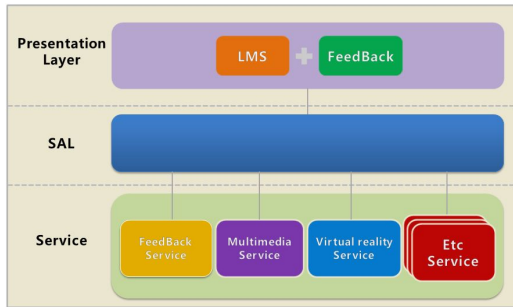 Presentation
Layer
LMS
FeedBack
SAL
Service
FeedBack
Service
Multimedia
Service
Virtual reality
Service
Etc
Service